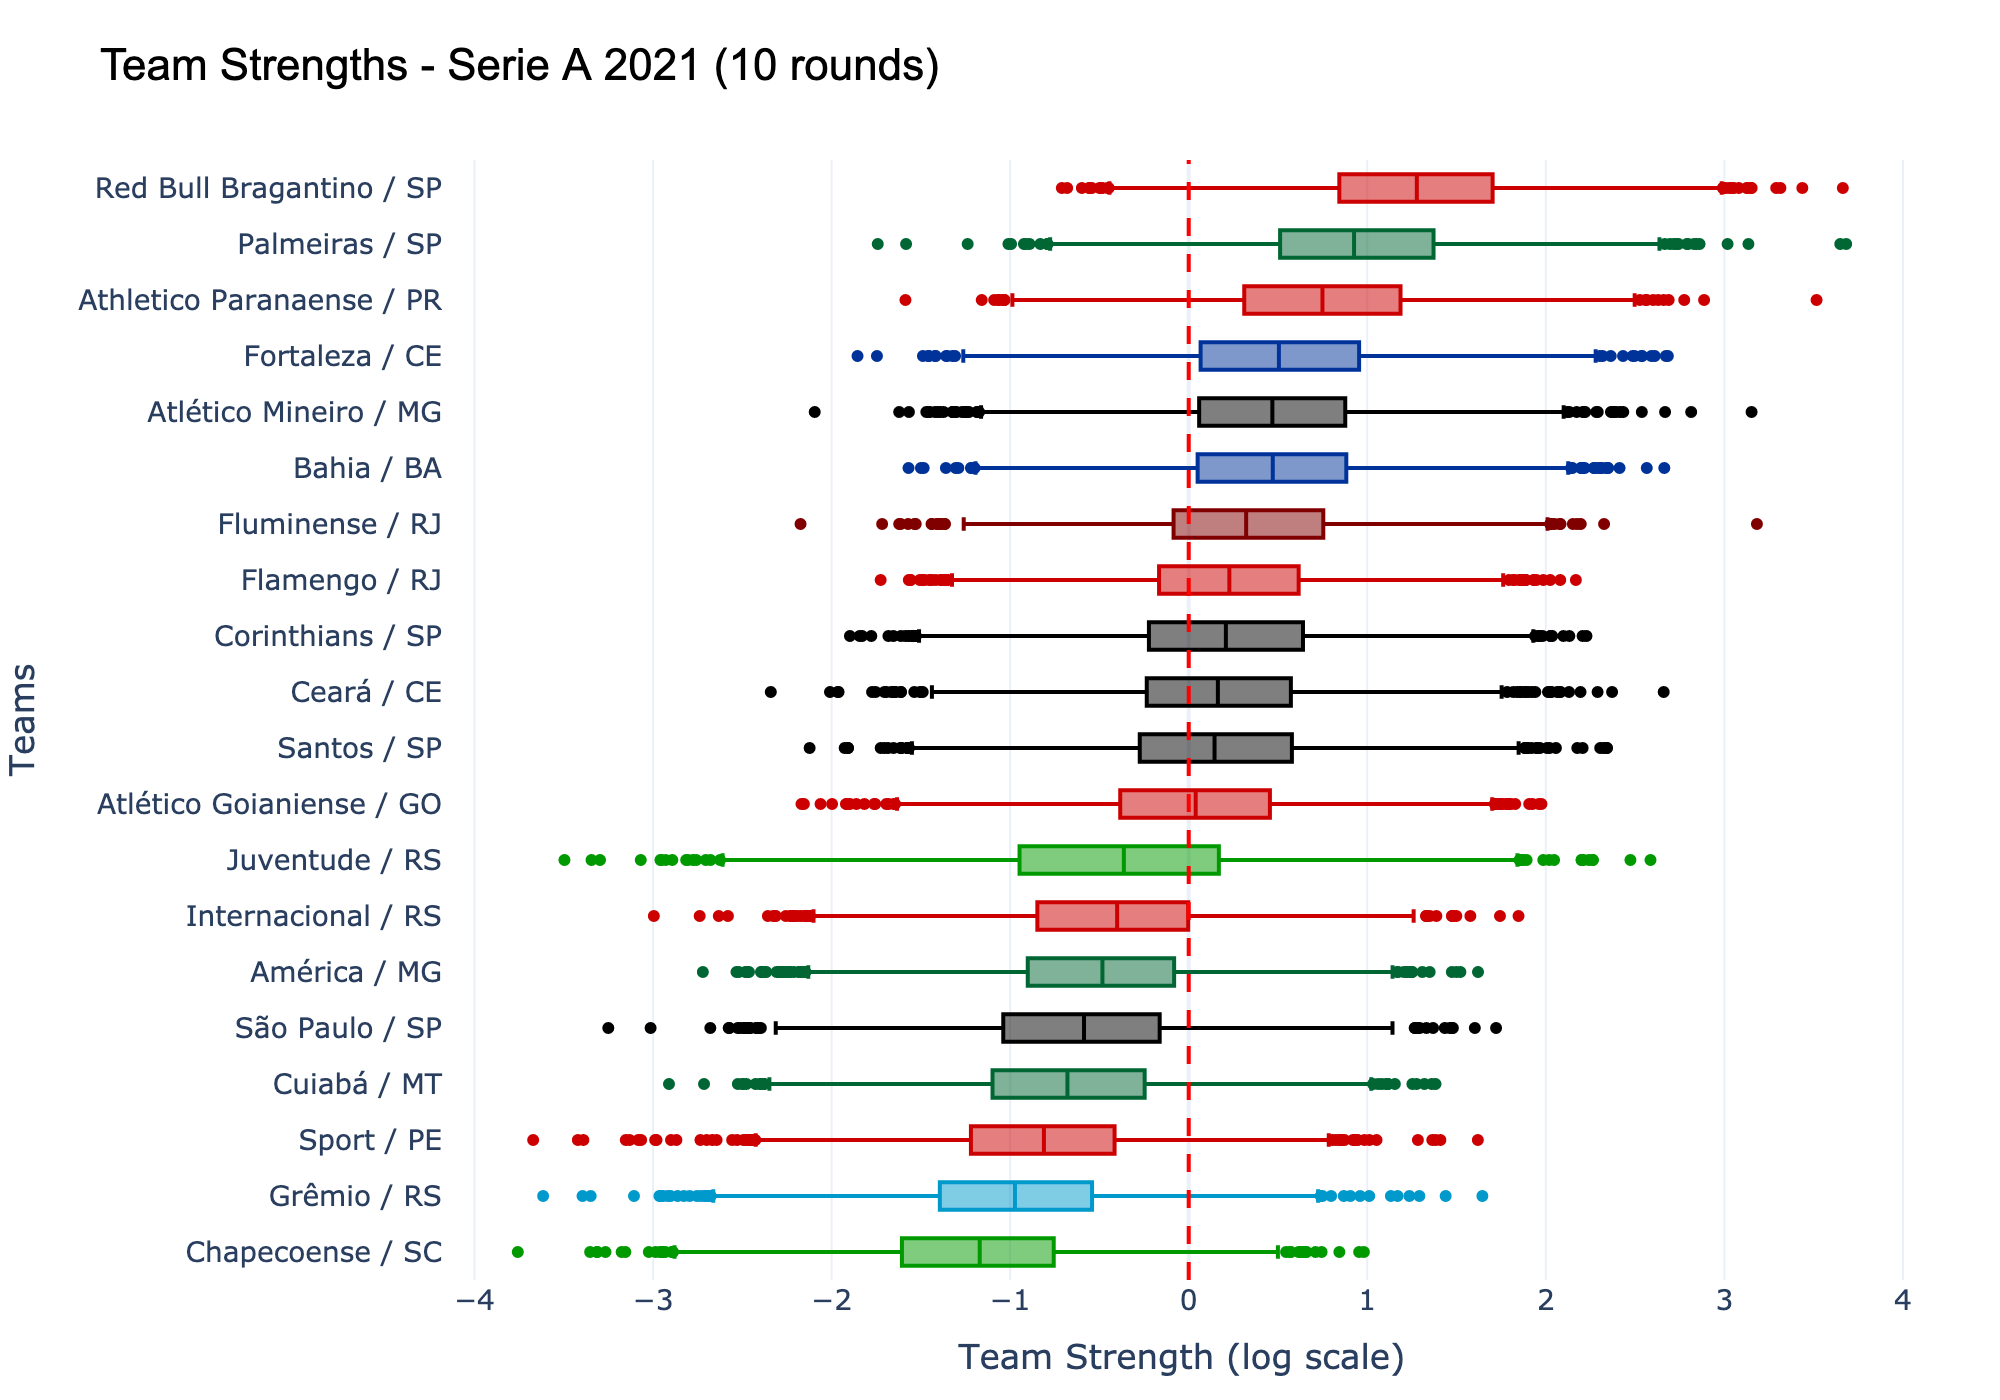 Team Strengths - Serie A 2021 (10 rounds)
Red Bull Bragantino / SP
Palmeiras / SP
Athletico Paranaense / PR
Fortaleza / CE
Atlético Mineiro / MG
Bahia / BA
Fluminense / RJ
Flamengo / RJ
Corinthians / SP
Ceará / CE
Santos / SP
Atlético Goianiense / GO
Juventude / RS
Internacional / RS
América / MG
São Paulo / SP
Cuiabá / MT
Sport / PE
Grêmio / RS
Chapecoense / SC
Teams
−4 −3 −2 −1 0 1 2 3 4
Team Strength (log scale)